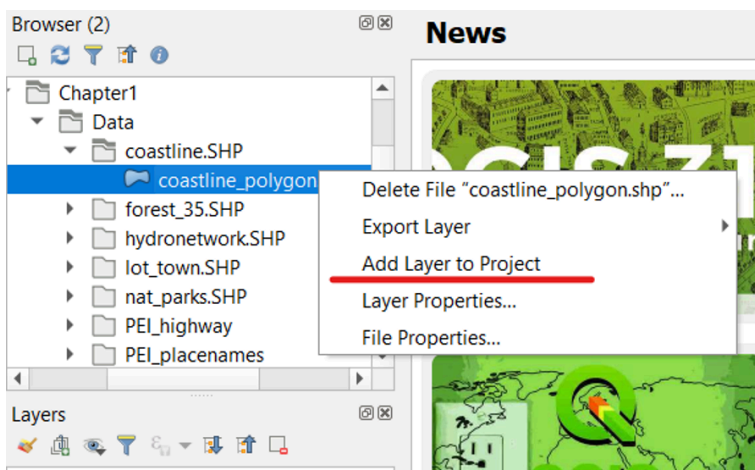 Browser (2)
News
Chapter1
Data
coastline.SHP
coastline_polygon
forest_35.SHP
hydronetwork.SHP
lot_town.SHP
nat_parks.SHP
PEI_highway
PEI_placenames
Delete File “coastline_polygon.shp”...
Export Layer
Add Layer to Project
Layer Properties...
File Properties...
Layers